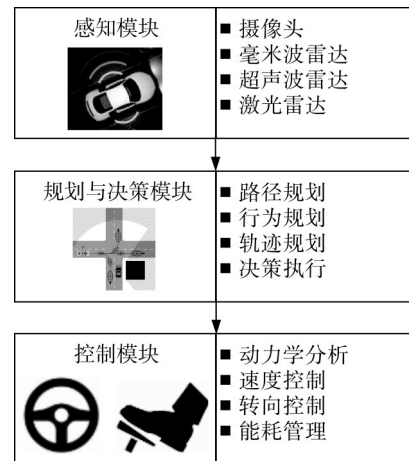 感知模块
■ 摄像头
■ 毫米波雷达
■ 超声波雷达
■ 激光雷达
规划与决策模块
■ 路径规划
■ 行为规划
■ 轨迹规划
■ 决策执行
控制模块
■ 动力学分析
■ 速度控制
■ 转向控制
■ 能耗管理